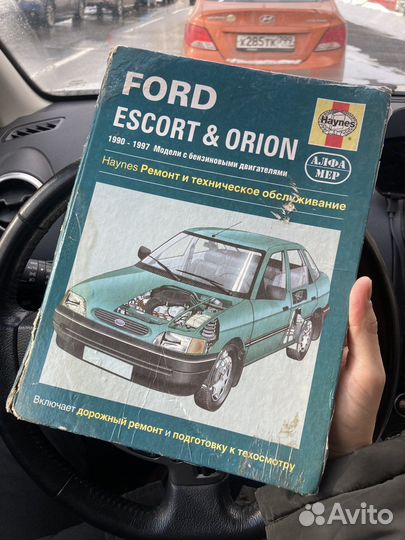 Х285ТК799
FORD
ESCORT & ORION
1990 - 1997 Модели с бензиновыми двигателями
Haynes Ремонт и техническое обслуживание
Haynes
АЛФА
МЕР
Включает дорожный ремонт и подготовку к техосмотру
Avito